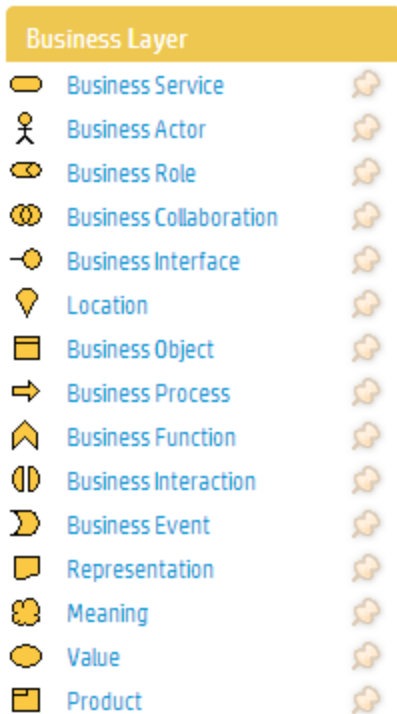 Business Layer
Business Service
Business Actor
Business Role
Business Collaboration
Business Interface
Location
Business Object
Business Process
Business Function
Business Interaction
Business Event
Representation
Meaning
Value
Product